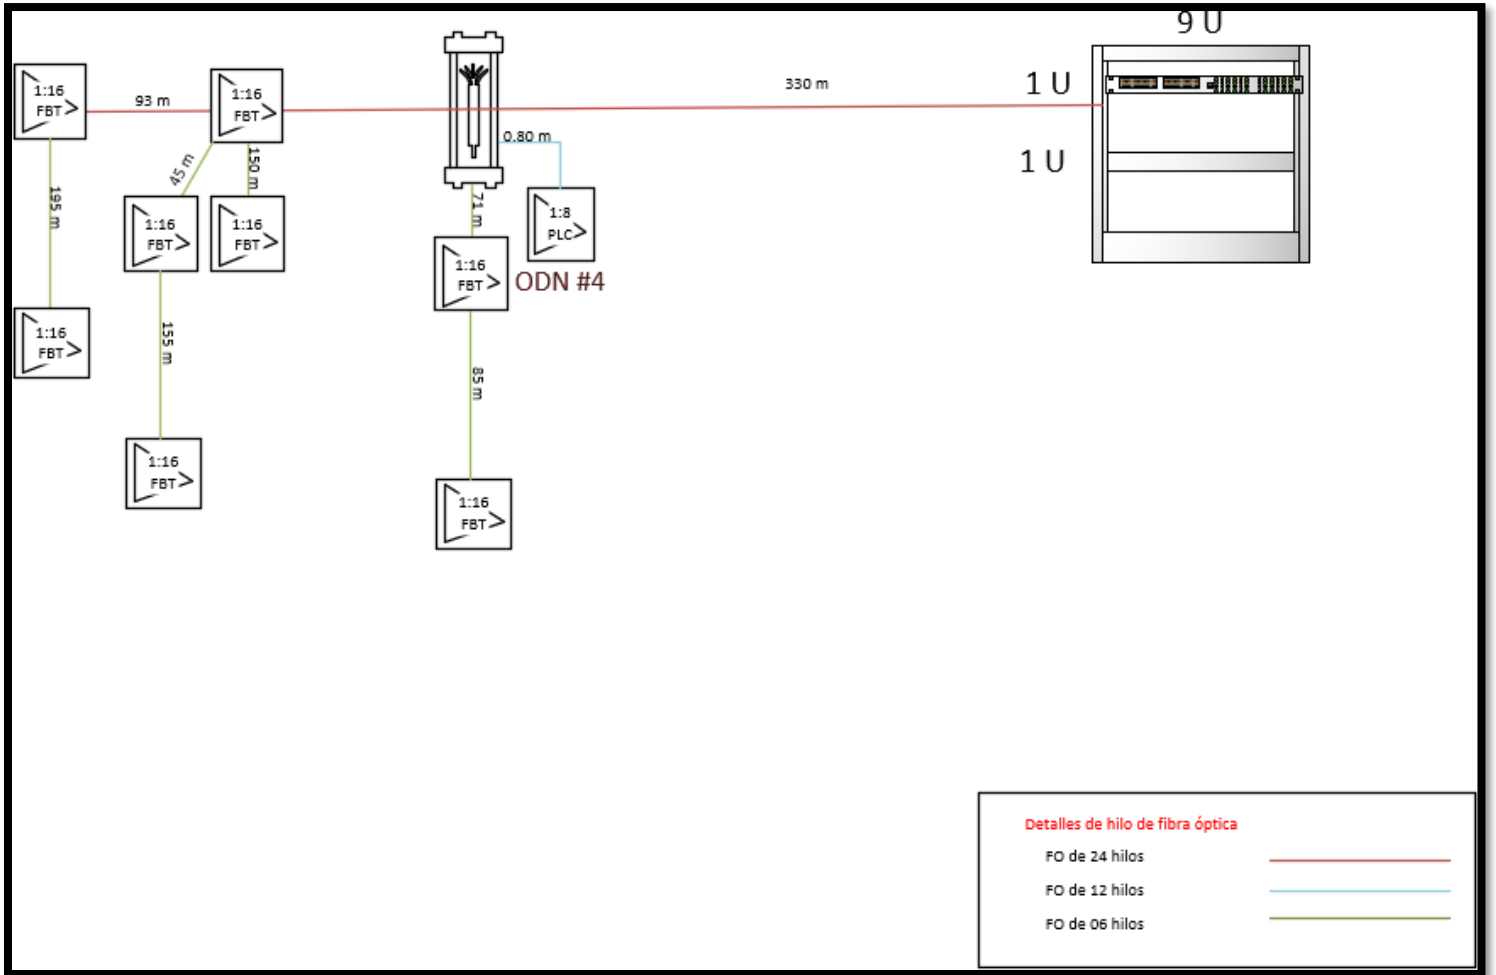 9 U
1 U
1 U
330 m
93 m
1:16
FBT
1:16
FBT
0.80 m
45 m
150 m
195 m
71 m
1:16
FBT
1:16
FBT
1:8
PLC
1:16
FBT
ODN #4
1:16
FBT
155 m
85 m
1:16
FBT
1:16
FBT
Detalles de hilo de fibra óptica
FO de 24 hilos
FO de 12 hilos
FO de 06 hilos